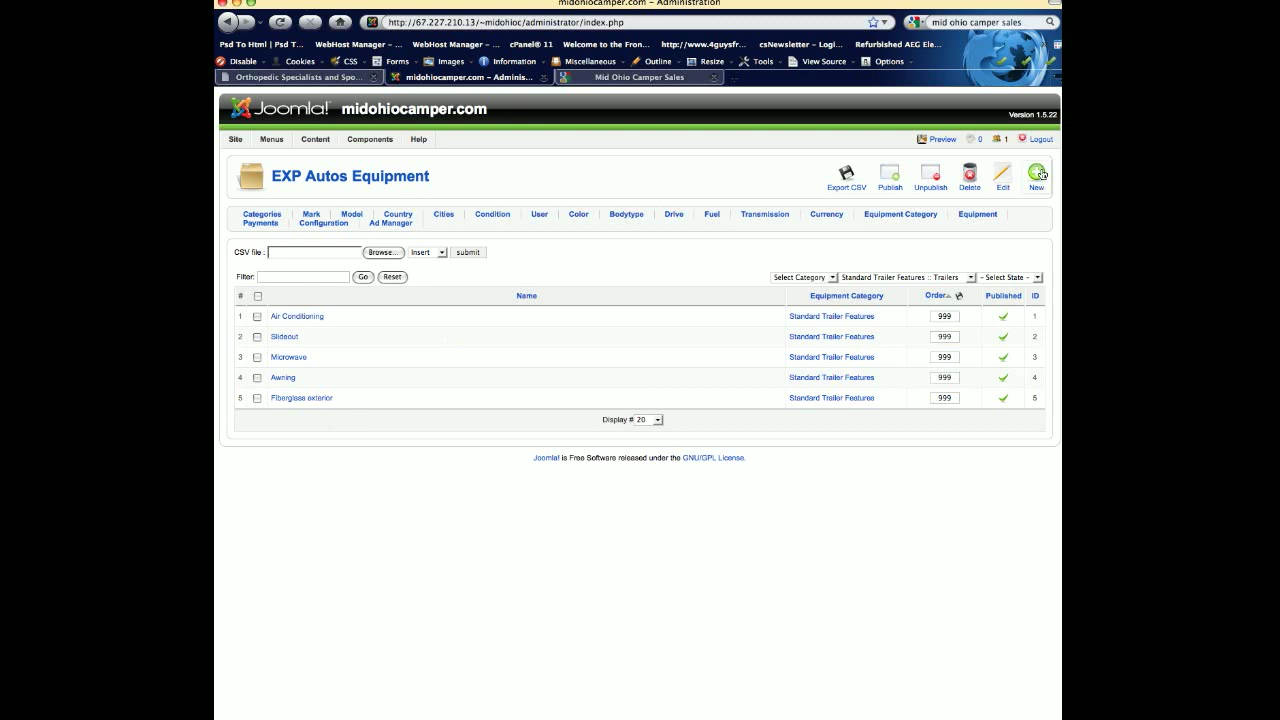 midohiocamper.com – Administration
http://67.227.210.13/~midohioc/administrator/index.php
mid ohio camper sales
Psd To Html | Psd T... WebHost Manager – ... WebHost Manager – ... cPanel® 11 Welcome to the Fron... http://www.4guysfr... csNewsletter – Logi... Refurbished AEG Ele...
Disable Cookies CSS Forms Images Information Miscellaneous Outline Resize Tools View Source Options
Orthopedic Specialists and Spo... midohiocamper.com – Adminis... Mid Ohio Camper Sales
Joomla! midohiocamper.com
Version 1.5.22
Site Menus Content Components Help Preview 0 1 Logout
EXP Autos Equipment
Export CSV Publish Unpublish Delete Edit New
Categories Mark Model Country Cities Condition User Color Bodytype Drive Fuel Transmission Currency Equipment Category Equipment
Payments Configuration Ad Manager
CSV file : Browse... Insert submit
Filter: Go Reset Select Category Standard Trailer Features :: Trailers - Select State -
# Name Equipment Category Order Published ID
1 Air Conditioning Standard Trailer Features 999 1
2 Slideout Standard Trailer Features 999 2
3 Microwave Standard Trailer Features 999 3
4 Awning Standard Trailer Features 999 4
5 Fiberglass exterior Standard Trailer Features 999 5
Display # 20
Joomla! is Free Software released under the GNU/GPL License.